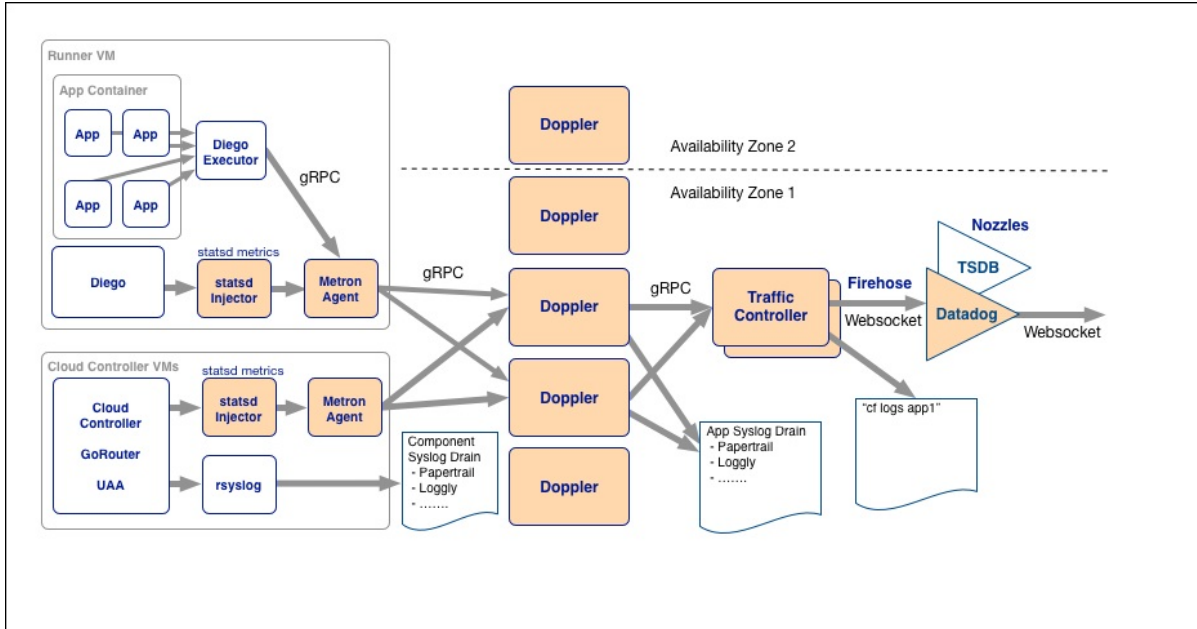 Runner VM
App Container
App
App
Diego
Executor
App
App
gRPC
statsd metrics
Diego
statsd
Injector
Metron
Agent
Cloud Controller VMs
statsd metrics
Cloud
Controller
GoRouter
UAA
statsd
Injector
Metron
Agent
rsyslog
Component
Syslog Drain
- Papertrail
- Loggly
- .......
gRPC
Doppler
Availability Zone 2
Availability Zone 1
Doppler
Doppler
Doppler
Doppler
gRPC
Traffic
Controller
App Syslog Drain
- Papertrail
- Loggly
- .......
Firehose
Websocket
Nozzles
TSDB
Datadog
Websocket
“cf logs app1”